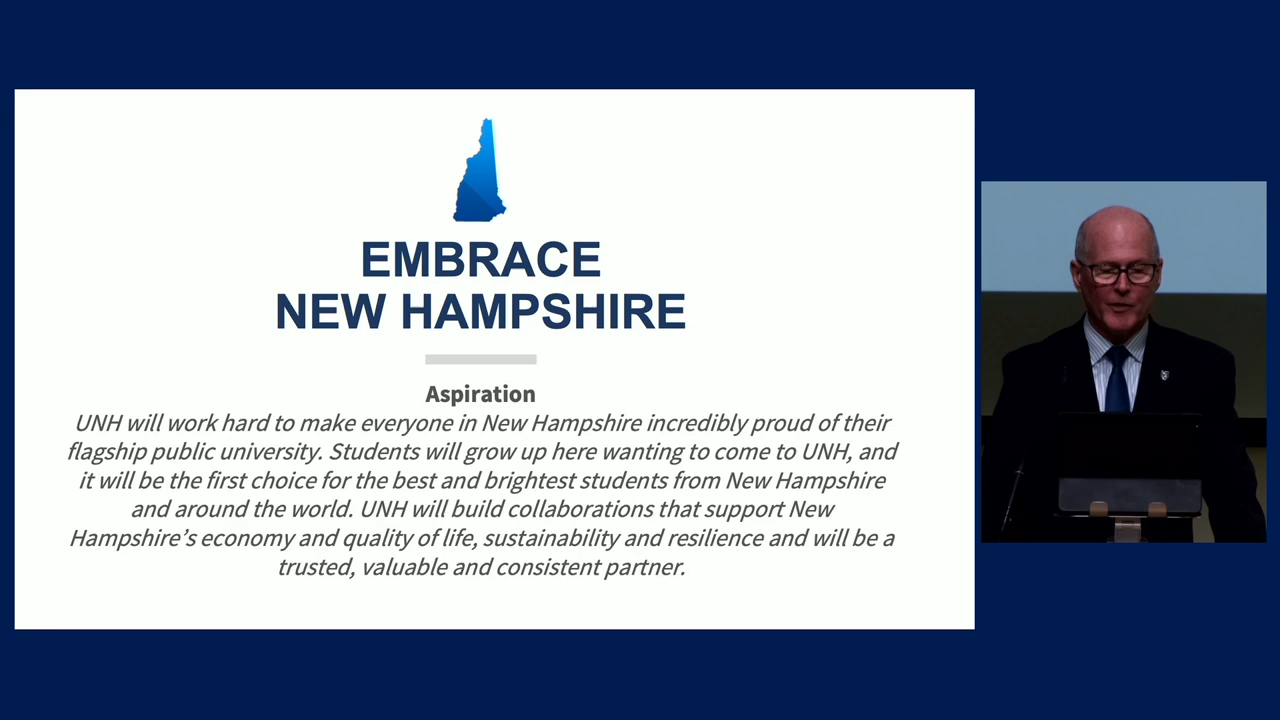 EMBRACE
NEW HAMPSHIRE
Aspiration
UNH will work hard to make everyone in New Hampshire incredibly proud of their
flagship public university. Students will grow up here wanting to come to UNH, and
it will be the first choice for the best and brightest students from New Hampshire
and around the world. UNH will build collaborations that support New
Hampshire’s economy and quality of life, sustainability and resilience and will be a
trusted, valuable and consistent partner.